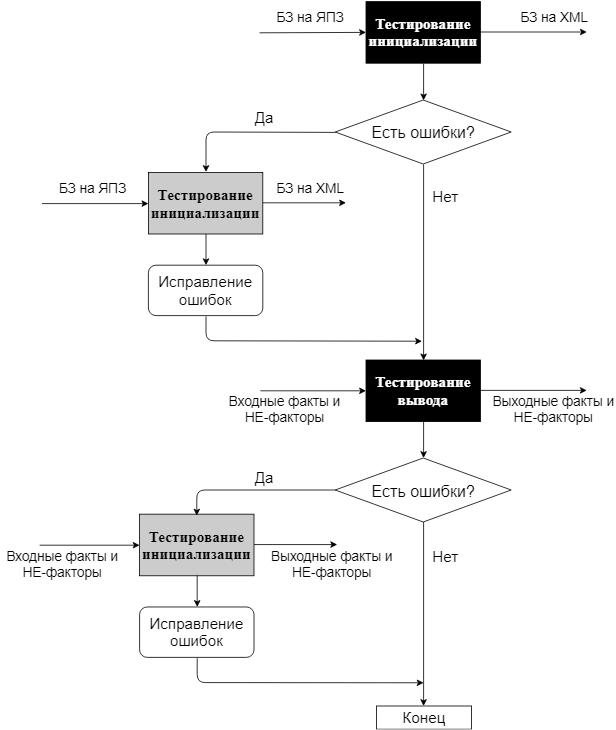 БЗ на ЯПЗ
Тестирование
инициализации
БЗ на XML
Есть ошибки?
Да
Нет
БЗ на ЯПЗ
Тестирование
инициализации
БЗ на XML
Исправление
ошибок
Тестирование
вывода
Входные факты и
НЕ-факторы
Выходные факты и
НЕ-факторы
Есть ошибки?
Да
Нет
Тестирование
инициализации
Входные факты и
НЕ-факторы
Выходные факты и
НЕ-факторы
Исправление
ошибок
Конец